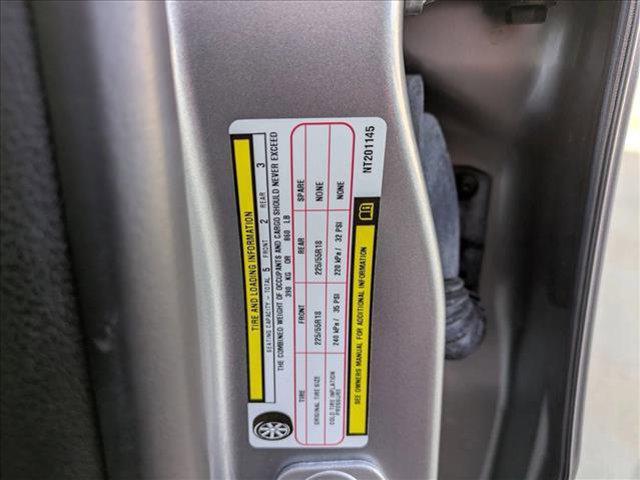 TIRE AND LOADING INFORMATION
SEATING CAPACITY - TOTAL 5 FRONT 2 REAR 3
THE COMBINED WEIGHT OF OCCUPANTS AND CARGO SHOULD NEVER EXCEED
390 KG OR 860 LB
TIRE FRONT REAR SPARE
ORIGINAL TIRE SIZE 225/55R18 225/55R18 NONE
COLD TIRE INFLATION PRESSURE 240 kPa / 35 PSI 220 kPa / 32 PSI NONE
SEE OWNERS MANUAL FOR ADDITIONAL INFORMATION
NT201145